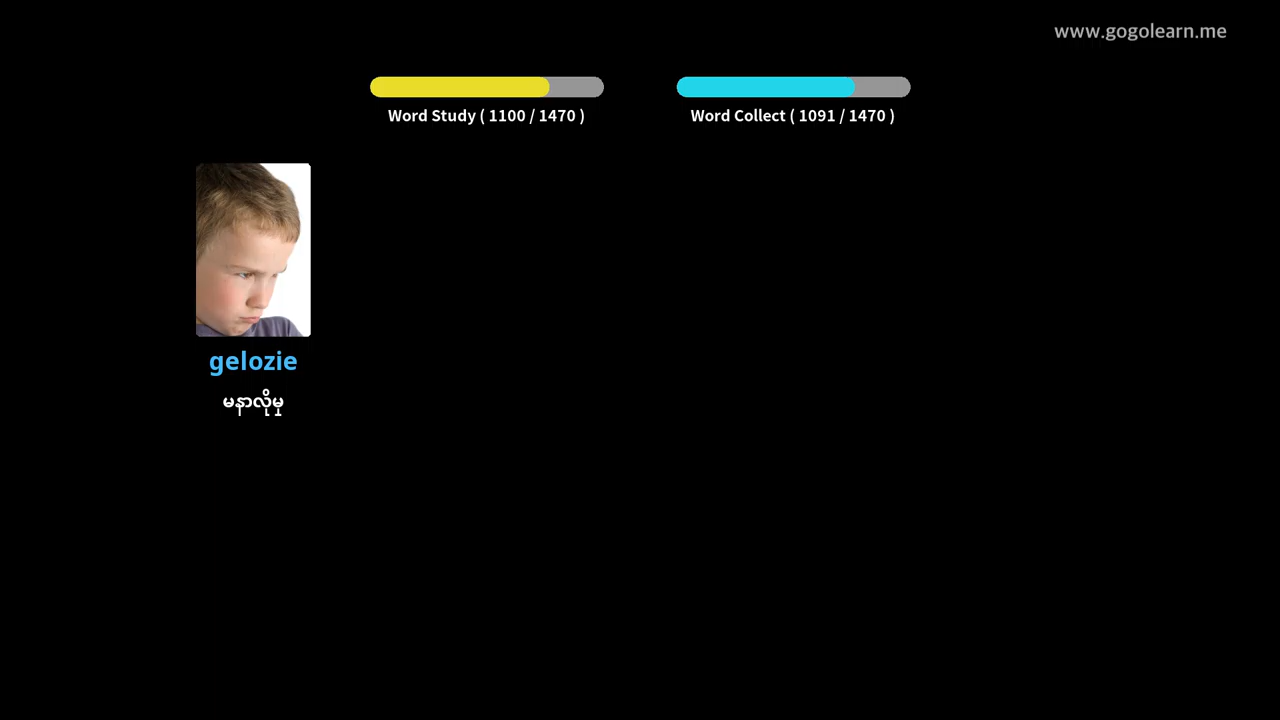 www.gogolearn.me
Word Study ( 1100 / 1470 )
Word Collect ( 1091 / 1470 )
gelozie
မနာလိုမှု